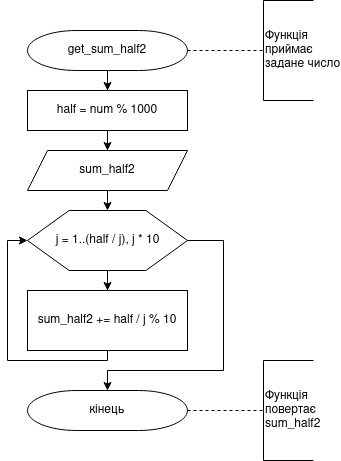 get_sum_half2
Функція
приймає
задане число
half = num % 1000
sum_half2
j = 1..(half / j), j * 10
sum_half2 += half / j % 10
кінець
Функція
повертає
sum_half2